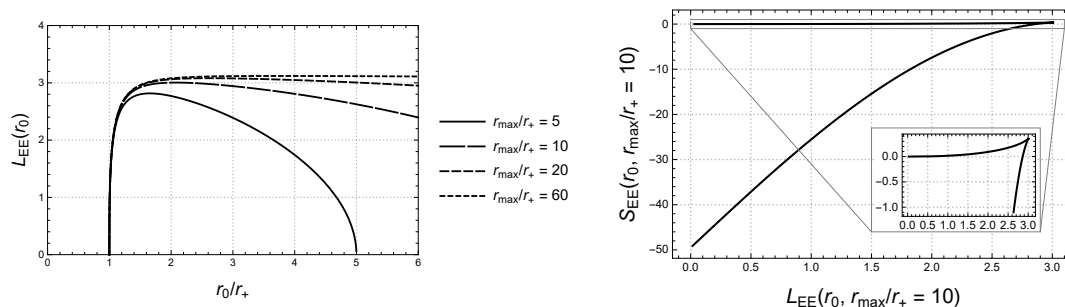 4
3
2
1
0
0 1 2 3 4 5 6
L_EE(r_0)
r_0/r_+
r_max/r_+ = 5
r_max/r_+ = 10
r_max/r_+ = 20
r_max/r_+ = 60
0
-10
-20
-30
-40
-50
0.0 0.5 1.0 1.5 2.0 2.5 3.0
S_EE(r_0, r_max/r_+ = 10)
L_EE(r_0, r_max/r_+ = 10)
0.0
-0.5
-1.0
0.0 0.5 1.0 1.5 2.0 2.5 3.0